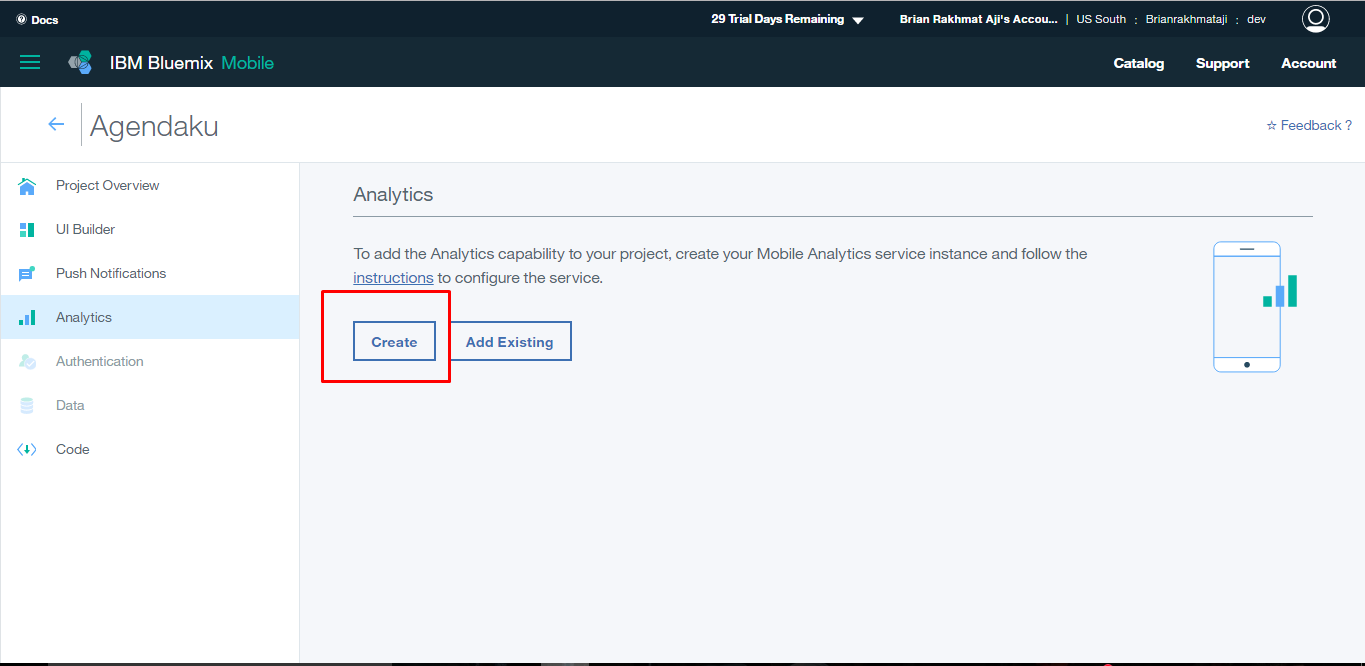 Docs
29 Trial Days Remaining
Brian Rakhmat Aji's Accou... | US South : Brianrakhmataji : dev
IBM Bluemix Mobile
Catalog
Support
Account
Agendaku
Feedback ?
Project Overview
UI Builder
Push Notifications
Analytics
Authentication
Data
Code
Analytics
To add the Analytics capability to your project, create your Mobile Analytics service instance and follow the
instructions to configure the service.
Create
Add Existing